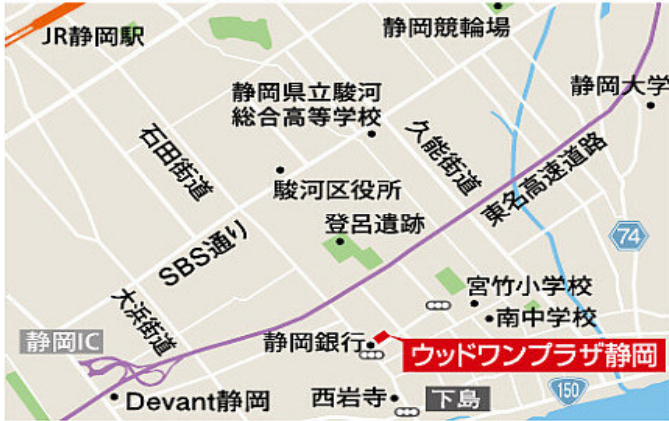 JR静岡駅
静岡競輪場
静岡大学
静岡県立駿河
総合高等学校
石田街道
久能街道
東名高速道路
駿河区役所
登呂遺跡
SBS通り
74
大浜街道
宮竹小学校
南中学校
静岡IC
静岡銀行
ウッドワンプラザ静岡
Devant静岡
西岩寺
下島
150